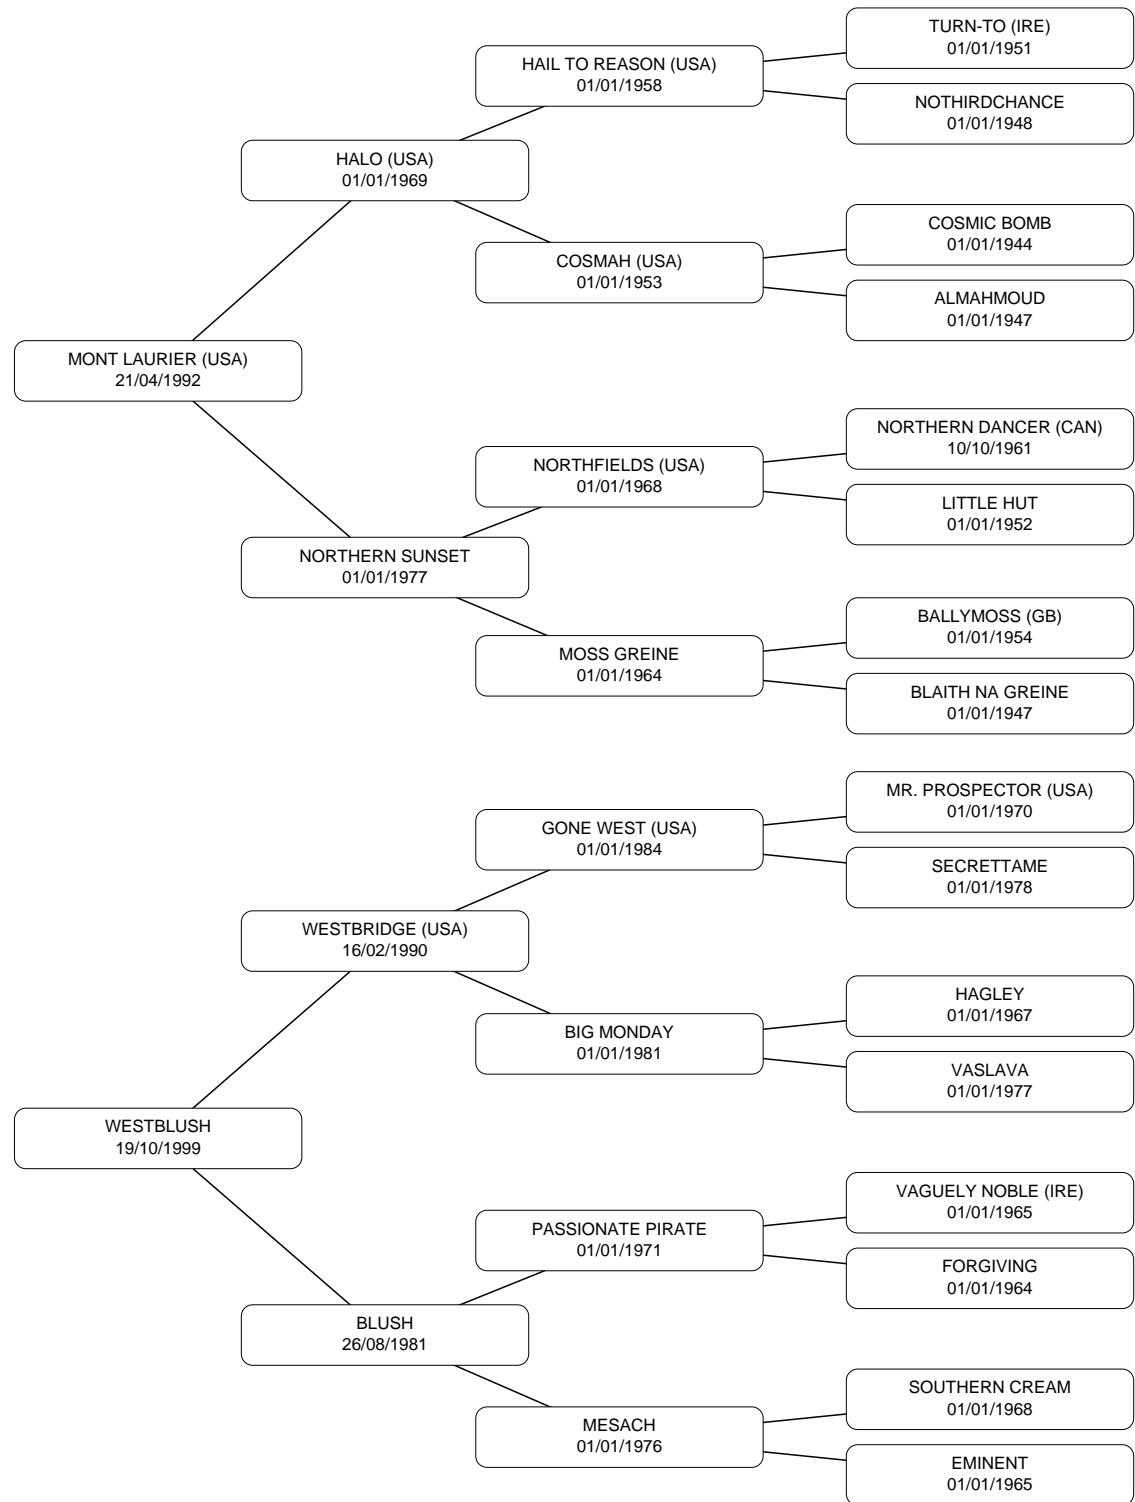 TURN-TO (IRE)
01/01/1951
HAIL TO REASON (USA)
01/01/1958
NOTHIRDCHANCE
01/01/1948
HALO (USA)
01/01/1969
COSMIC BOMB
01/01/1944
COSMAH (USA)
01/01/1953
ALMAHMOUD
01/01/1947
MONT LAURIER (USA)
21/04/1992
NORTHERN DANCER (CAN)
10/10/1961
NORTHFIELDS (USA)
01/01/1968
LITTLE HUT
01/01/1952
NORTHERN SUNSET
01/01/1977
BALLYMOSS (GB)
01/01/1954
MOSS GREINE
01/01/1964
BLAITH NA GREINE
01/01/1947
MR. PROSPECTOR (USA)
01/01/1970
GONE WEST (USA)
01/01/1984
SECRETTAME
01/01/1978
WESTBRIDGE (USA)
16/02/1990
HAGLEY
01/01/1967
BIG MONDAY
01/01/1981
VASLAVA
01/01/1977
WESTBLUSH
19/10/1999
VAGUELY NOBLE (IRE)
01/01/1965
PASSIONATE PIRATE
01/01/1971
FORGIVING
01/01/1964
BLUSH
26/08/1981
SOUTHERN CREAM
01/01/1968
MESACH
01/01/1976
EMINENT
01/01/1965